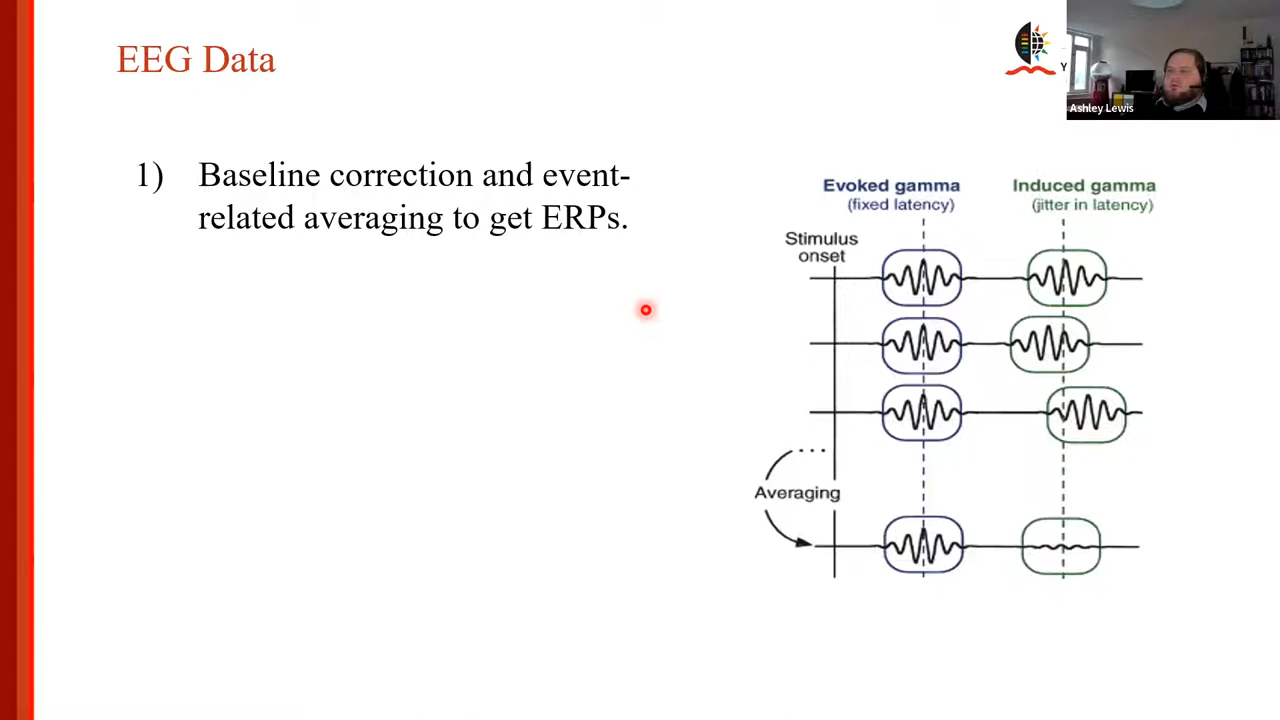 EEG Data
Y
Ashley Lewis
1) Baseline correction and event-
related averaging to get ERPs.
Evoked gamma
(fixed latency)
Induced gamma
(jitter in latency)
Stimulus
onset
Averaging